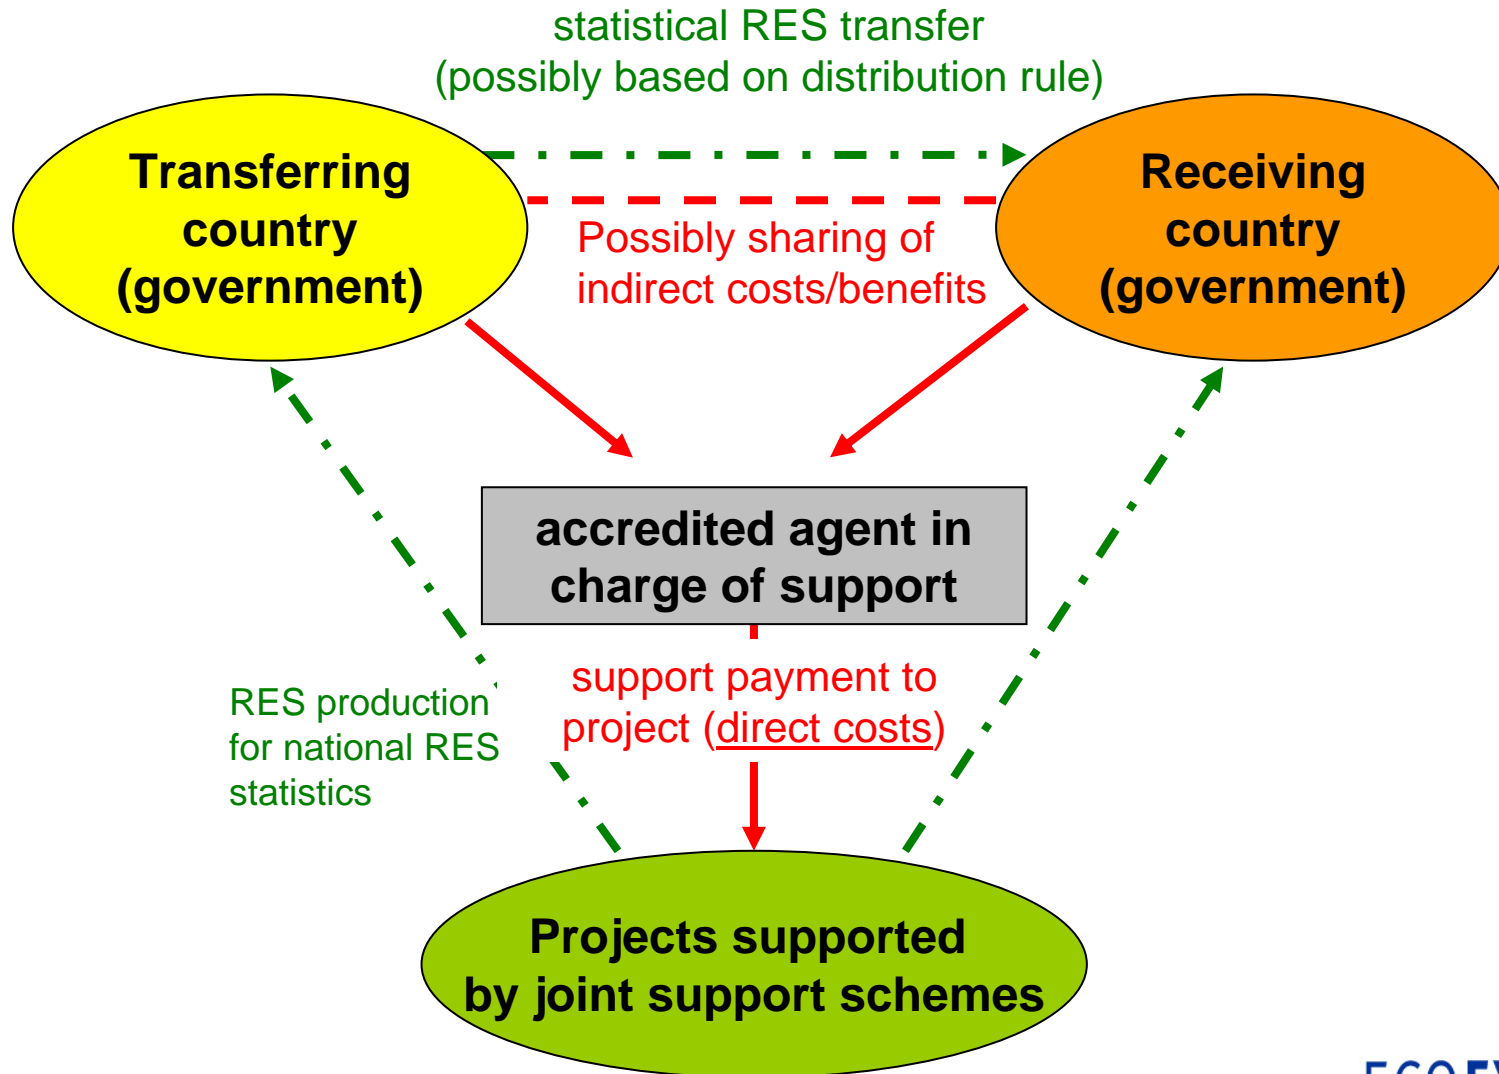 statistical RES transfer
(possibly based on distribution rule)
Transferring
country
(government)
Receiving
country
(government)
Possibly sharing of
indirect costs/benefits
accredited agent in
charge of support
support payment to
project (direct costs)
RES production
for national RES
statistics
Projects supported
by joint support schemes